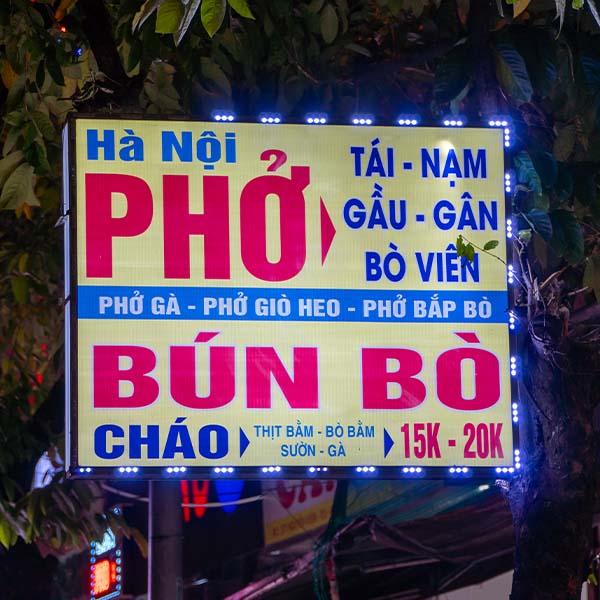 Hà Nội
PHỞ
TÁI - NẠM
GẦU - GÂN
BÒ VIÊN
PHỞ GÀ - PHỞ GIÒ HEO - PHỞ BẮP BÒ
BÚN BÒ
CHÁO THỊT BẰM - BÒ BẰM
SƯỜN - GÀ
15K - 20K